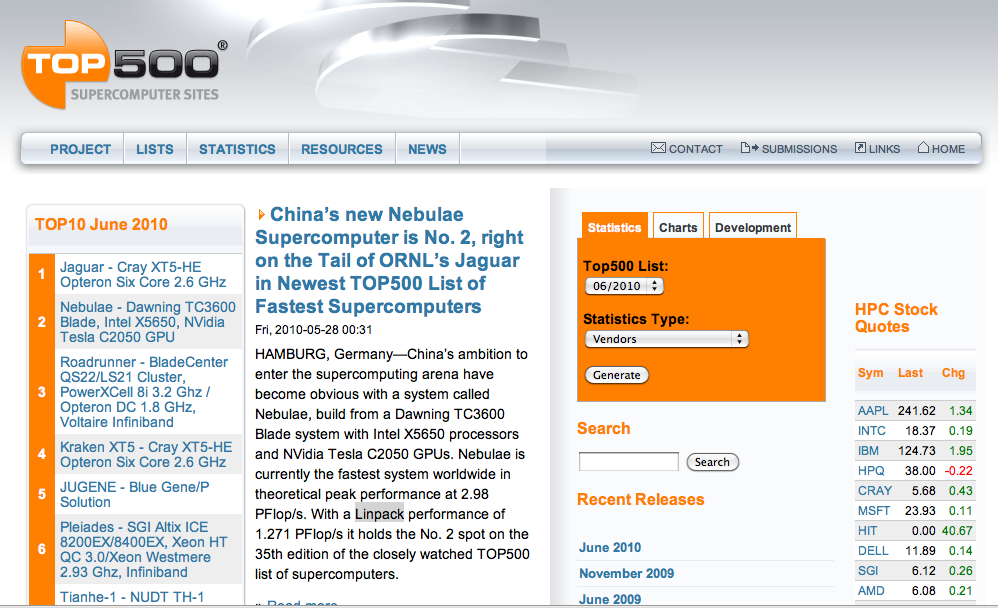 TOP 500®
SUPERCOMPUTER SITES
PROJECT
LISTS
STATISTICS
RESOURCES
NEWS
CONTACT
SUBMISSIONS
LINKS
HOME
TOP10 June 2010
1
Jaguar - Cray XT5-HE
Opteron Six Core 2.6 GHz
2
Nebulae - Dawning TC3600
Blade, Intel X5650, NVidia
Tesla C2050 GPU
3
Roadrunner - BladeCenter
QS22/LS21 Cluster,
PowerXCell 8i 3.2 Ghz /
Opteron DC 1.8 GHz,
Voltaire Infiniband
4
Kraken XT5 - Cray XT5-HE
Opteron Six Core 2.6 GHz
5
JUGENE - Blue Gene/P
Solution
6
Pleiades - SGI Altix ICE
8200EX/8400EX, Xeon HT
QC 3.0/Xeon Westmere
2.93 Ghz, Infiniband
Tianhe-1 - NUDT TH-1
China's new Nebulae
Supercomputer is No. 2, right
on the Tail of ORNL's Jaguar
in Newest TOP500 List of
Fastest Supercomputers
Fri, 2010-05-28 00:31
HAMBURG, Germany—China's ambition to
enter the supercomputing arena have
become obvious with a system called
Nebulae, build from a Dawning TC3600
Blade system with Intel X5650 processors
and NVidia Tesla C2050 GPUs. Nebulae is
currently the fastest system worldwide in
theoretical peak performance at 2.98
PFlop/s. With a Linpack performance of
1.271 PFlop/s it holds the No. 2 spot on the
35th edition of the closely watched TOP500
list of supercomputers.
Read more
Statistics
Charts
Development
Top500 List:
06/2010
Statistics Type:
Vendors
Generate
Search
Search
Recent Releases
June 2010
November 2009
June 2009
HPC Stock
Quotes
Sym Last Chg
AAPL 241.62 1.34
INTC 18.37 0.19
IBM 124.73 1.95
HPQ 38.00 -0.22
CRAY 5.68 0.43
MSFT 23.93 0.11
HIT 0.00 40.67
DELL 11.89 0.14
SGI 6.12 0.26
AMD 6.08 0.21